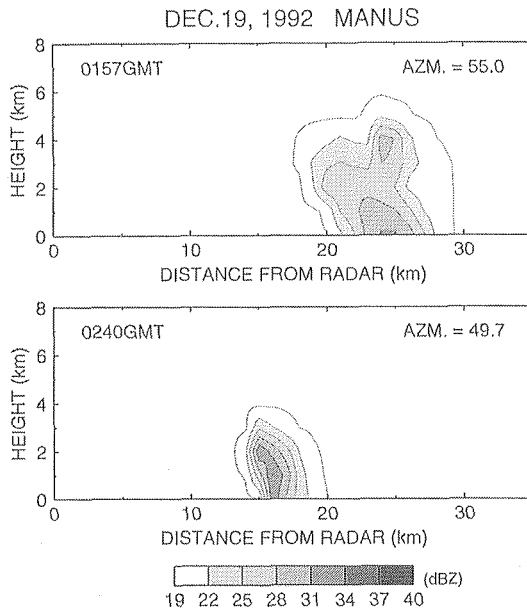 DEC.19, 1992 MANUS
0157GMT AZM. = 55.0
HEIGHT (km)
8
6
4
2
0
0 10 20 30
DISTANCE FROM RADAR (km)
0240GMT AZM. = 49.7
HEIGHT (km)
8
6
4
2
0
0 10 20 30
DISTANCE FROM RADAR (km)
(dBZ)
19 22 25 28 31 34 37 40